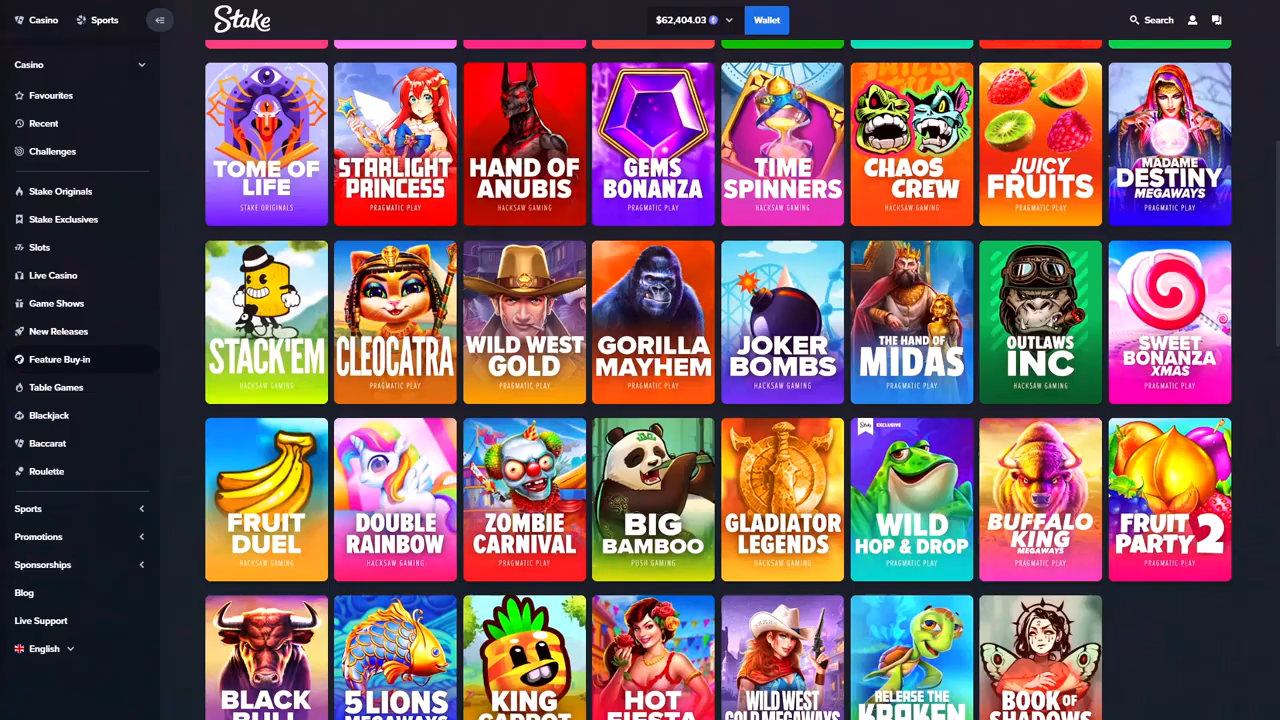 Casino
Sports
Stake
$62,404.03
Wallet
Search
Casino
Favourites
Recent
Challenges
Stake Originals
Stake Exclusives
Slots
Live Casino
Game Shows
New Releases
Feature Buy-in
Table Games
Blackjack
Baccarat
Roulette
Sports
Promotions
Sponsorships
Blog
Live Support
English
TOME OF
LIFE
STAKE ORIGINALS
STARLIGHT
PRINCESS
PRAGMATIC PLAY
HAND OF
ANUBIS
HACKSAW GAMING
GEMS
BONANZA
PRAGMATIC PLAY
TIME
SPINNERS
HACKSAW GAMING
CHAOS
CREW
HACKSAW GAMING
JUICY
FRUITS
PRAGMATIC PLAY
MADAME
DESTINY
MEGAWAYS
PRAGMATIC PLAY
STACK'EM
HACKSAW GAMING
CLEOCATRA
PRAGMATIC PLAY
WILD WEST
GOLD
PRAGMATIC PLAY
GORILLA
MAYHEM
PRAGMATIC PLAY
JOKER
BOMBS
HACKSAW GAMING
THE HAND OF
MIDAS
PRAGMATIC PLAY
OUTLAWS
INC
HACKSAW GAMING
SWEET
BONANZA
XMAS
PRAGMATIC PLAY
FRUIT
DUEL
HACKSAW GAMING
DOUBLE
RAINBOW
HACKSAW GAMING
ZOMBIE
CARNIVAL
PRAGMATIC PLAY
BIG
BAMBOO
PUSH GAMING
GLADIATOR
LEGENDS
HACKSAW GAMING
Stake EXCLUSIVE
WILD
HOP & DROP
PRAGMATIC PLAY
BUFFALO
KING
MEGAWAYS
PRAGMATIC PLAY
FRUIT
PARTY 2
PRAGMATIC PLAY
BLACK
BULL
5 LIONS
MEGAWAYS
KING
CARROT
HOT
FIESTA
WILD WEST
GOLD MEGAWAYS
RELEASE THE
KRAKEN
BOOK OF
SHADOWS